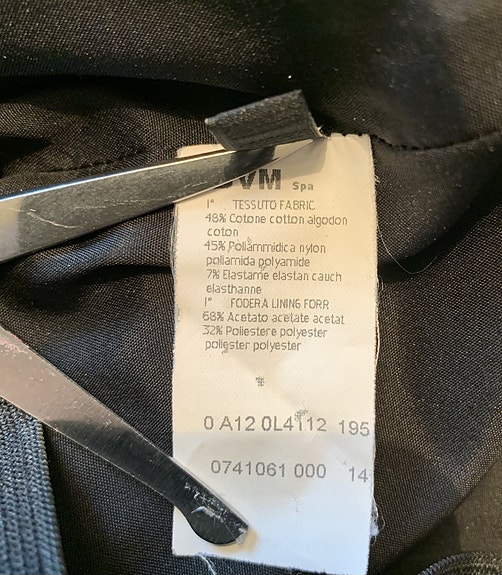 VM Spa
1° TESSUTO FABRIC
48% Cotone cotton algodon
coton
45% Poliammidica nylon
poliamida polyamide
7% Elastame elastan cauch
elasthanne
1° FODERA LINING FORR
68% Acetato acetate acetat
32% Poliestere polyester
poliester polyester
0 A12 0L4112 195
0741061 000 14